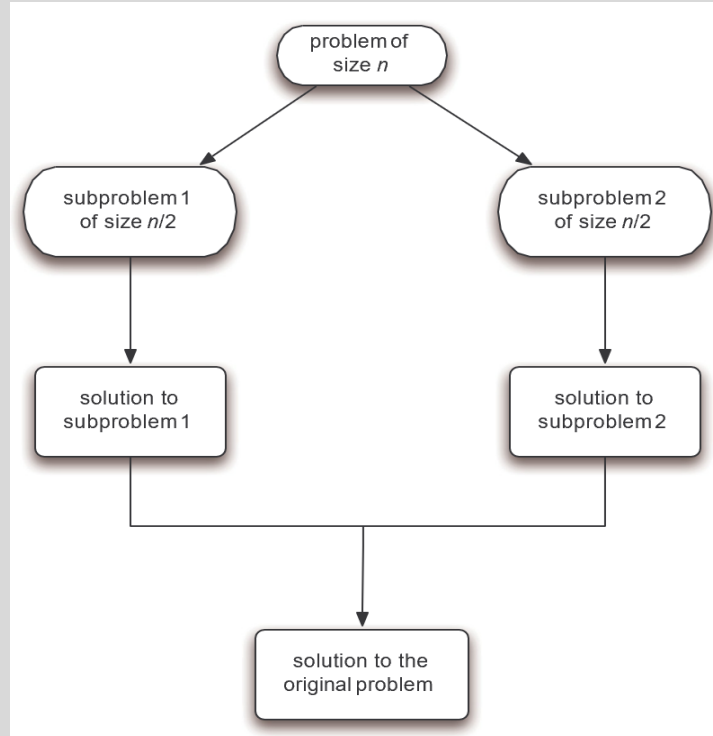 problem of
size n
subproblem 1
of size n/2
subproblem 2
of size n/2
solution to
subproblem 1
solution to
subproblem 2
solution to the
original problem